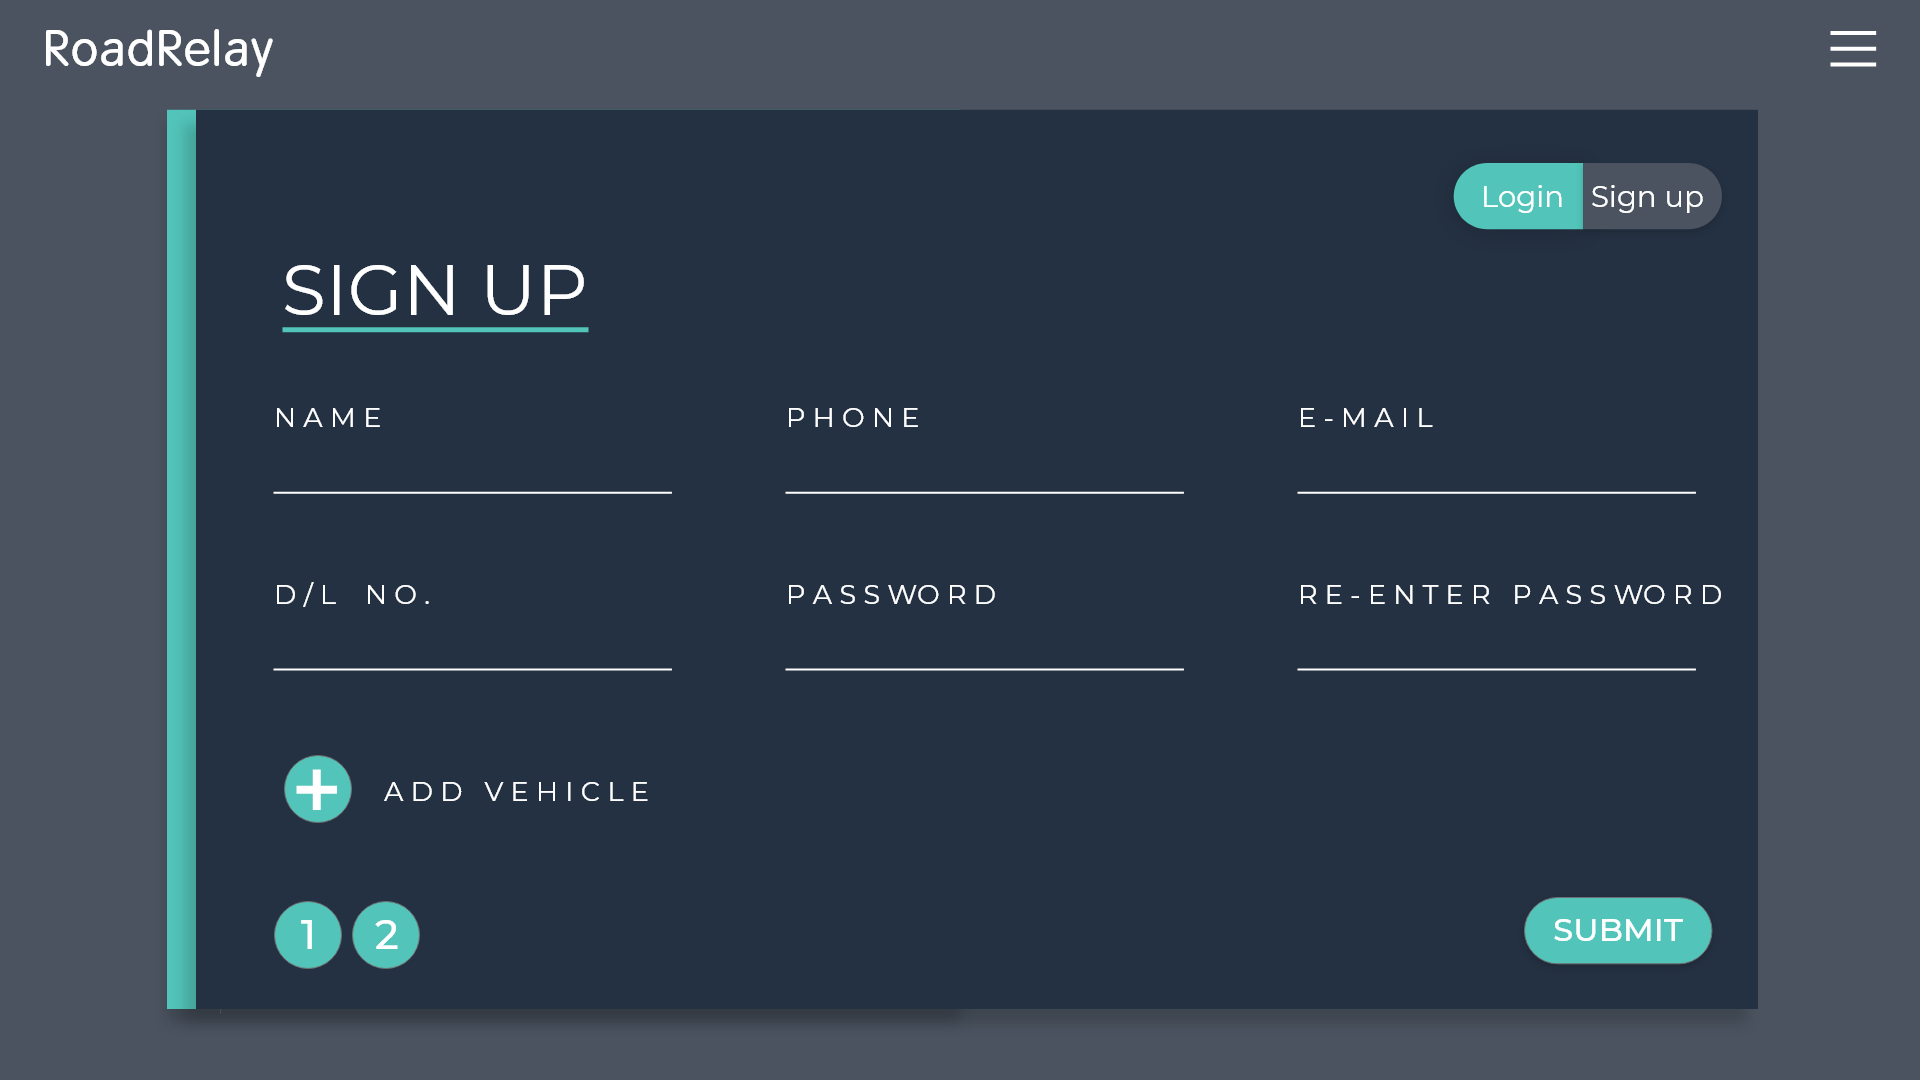 RoadRelay
Login Sign up
SIGN UP
NAME PHONE E-MAIL
D/L NO. PASSWORD RE-ENTER PASSWORD
ADD VEHICLE
1 2
SUBMIT